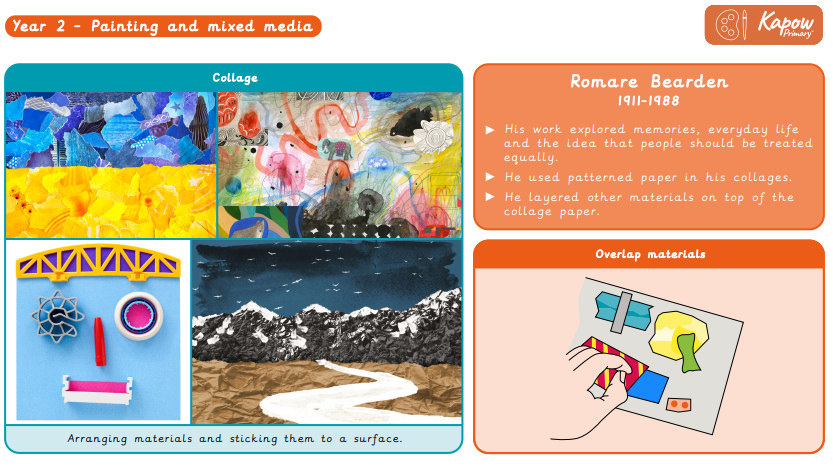 Year 2 - Painting and mixed media
Kapow
Primary
Collage
Arranging materials and sticking them to a surface.
Romare Bearden
1911-1988
► His work explored memories, everyday life
and the idea that people should be treated
equally.
► He used patterned paper in his collages.
► He layered other materials on top of the
collage paper.
Overlap materials